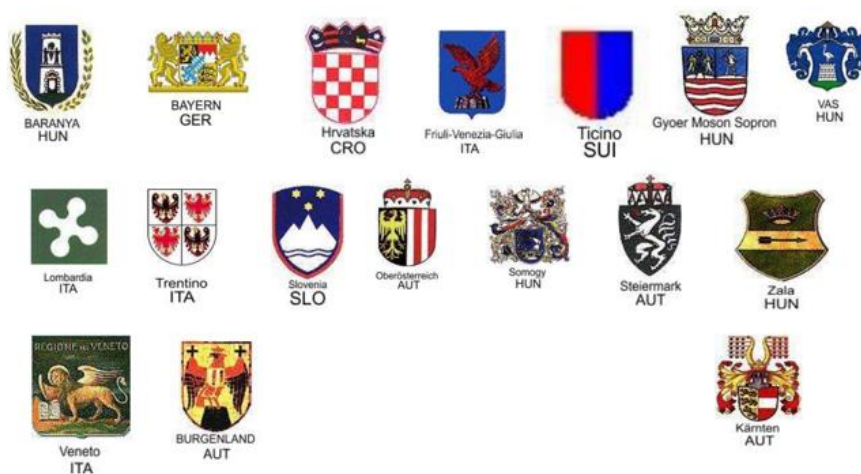 BARANYA
HUN
BAYERN
GER
Hrvatska
CRO
Friuli-Venezia-Giulia
ITA
Ticino
SUI
Gyoer Moson Sopron
HUN
VAS
HUN
Lombardia
ITA
Trentino
ITA
Slovenia
SLO
Oberösterreich
AUT
Somogy
HUN
Steiermark
AUT
Zala
HUN
REGIONE DEL VENETO
Veneto
ITA
BURGENLAND
AUT
Kärnten
AUT